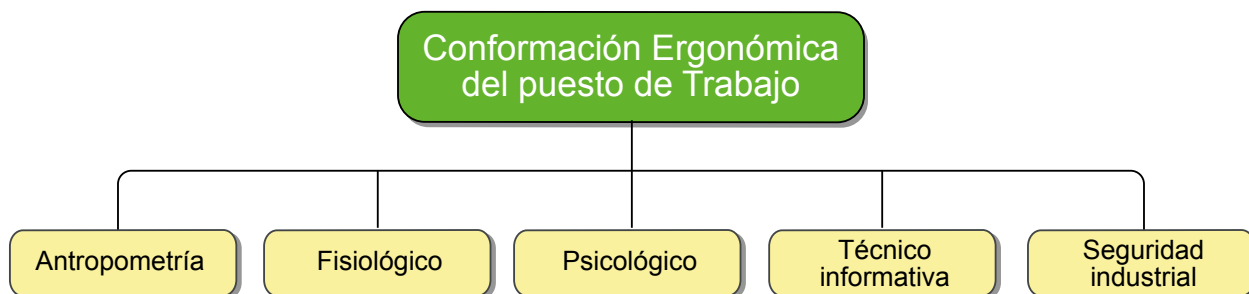 Conformación Ergonómica
del puesto de Trabajo
Antropometría
Fisiológico
Psicológico
Técnico
informativa
Seguridad
industrial